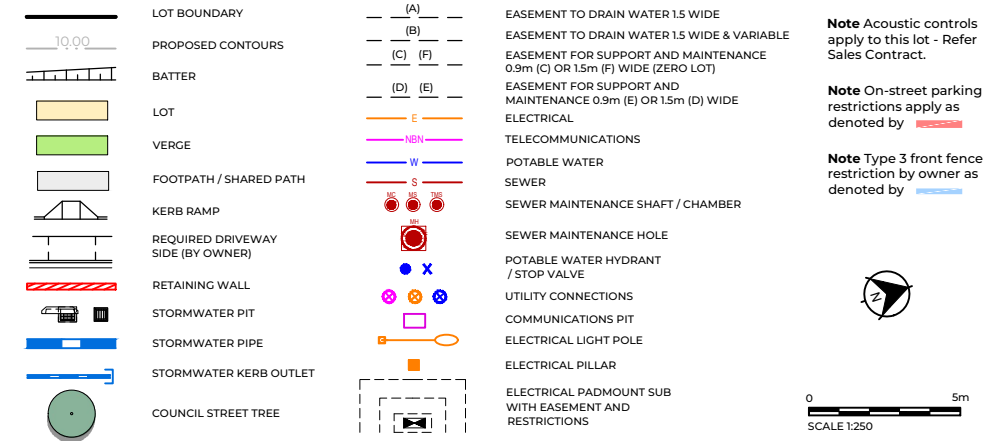 LOT BOUNDARY
10.00
PROPOSED CONTOURS
BATTER
LOT
VERGE
FOOTPATH / SHARED PATH
KERB RAMP
REQUIRED DRIVEWAY
SIDE (BY OWNER)
RETAINING WALL
STORMWATER PIT
STORMWATER PIPE
STORMWATER KERB OUTLET
COUNCIL STREET TREE
(A)
EASEMENT TO DRAIN WATER 1.5 WIDE
(B)
EASEMENT TO DRAIN WATER 1.5 WIDE & VARIABLE
(C) (F)
EASEMENT FOR SUPPORT AND MAINTENANCE
0.9m (C) OR 1.5m (F) WIDE (ZERO LOT)
(D) (E)
EASEMENT FOR SUPPORT AND
MAINTENANCE 0.9m (E) OR 1.5m (D) WIDE
E
ELECTRICAL
NBN
TELECOMMUNICATIONS
W
POTABLE WATER
S
SEWER
MC MS TMS
SEWER MAINTENANCE SHAFT / CHAMBER
MH
SEWER MAINTENANCE HOLE
POTABLE WATER HYDRANT
/ STOP VALVE
UTILITY CONNECTIONS
COMMUNICATIONS PIT
ELECTRICAL LIGHT POLE
ELECTRICAL PILLAR
ELECTRICAL PADMOUNT SUB
WITH EASEMENT AND
RESTRICTIONS
Note Acoustic controls
apply to this lot - Refer
Sales Contract.
Note On-street parking
restrictions apply as
denoted by
Note Type 3 front fence
restriction by owner as
denoted by
N
0 5m
SCALE 1:250